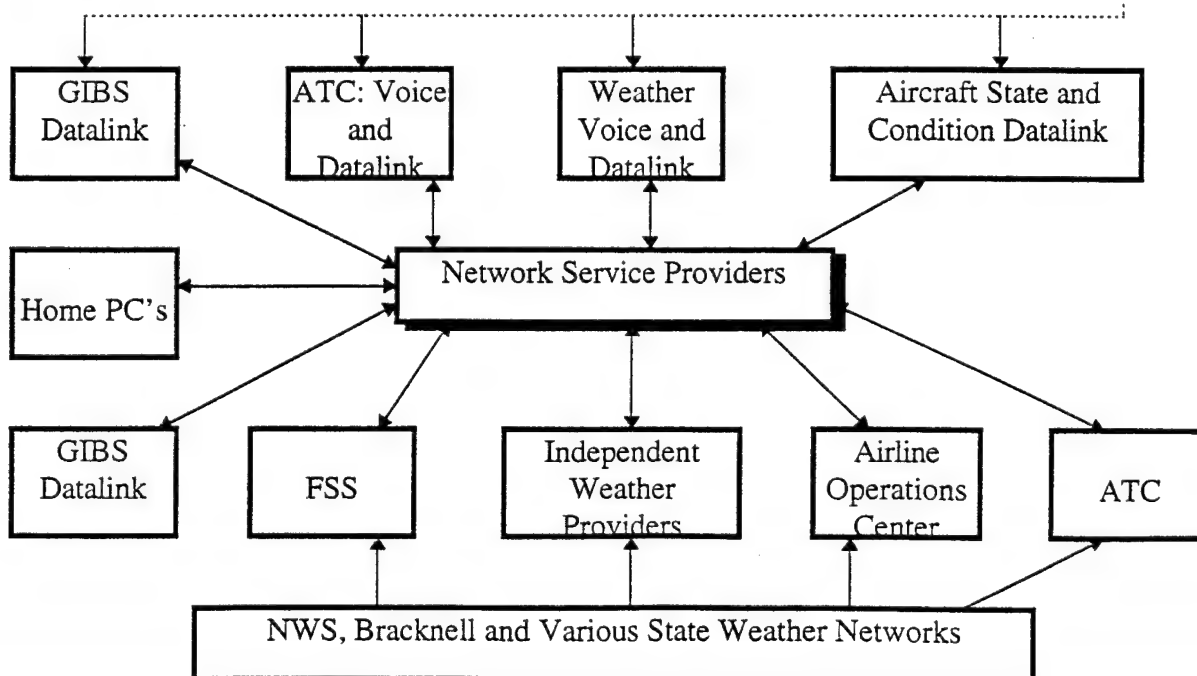 GIBS
Datalink
ATC: Voice
and
Datalink
Weather
Voice and
Datalink
Aircraft State and
Condition Datalink
Network Service Providers
Home PC's
GIBS
Datalink
FSS
Independent
Weather
Providers
Airline
Operations
Center
ATC
NWS, Bracknell and Various State Weather Networks